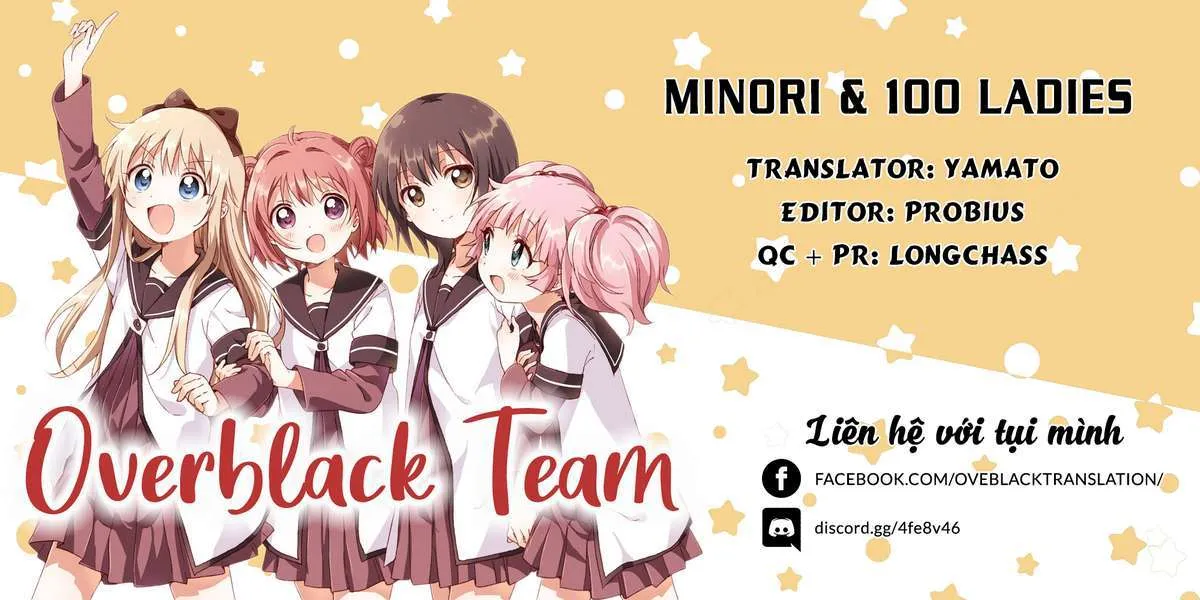 MINORI & 100 LADIES
TRANSLATOR: YAMATO
EDITOR: PROBIUS
QC + PR: LONGCHASS
Overblack Team
Liên hệ với tụi mình
FACEBOOK.COM/OVEBLACKTRANSLATION/
discord.gg/4fe8v46